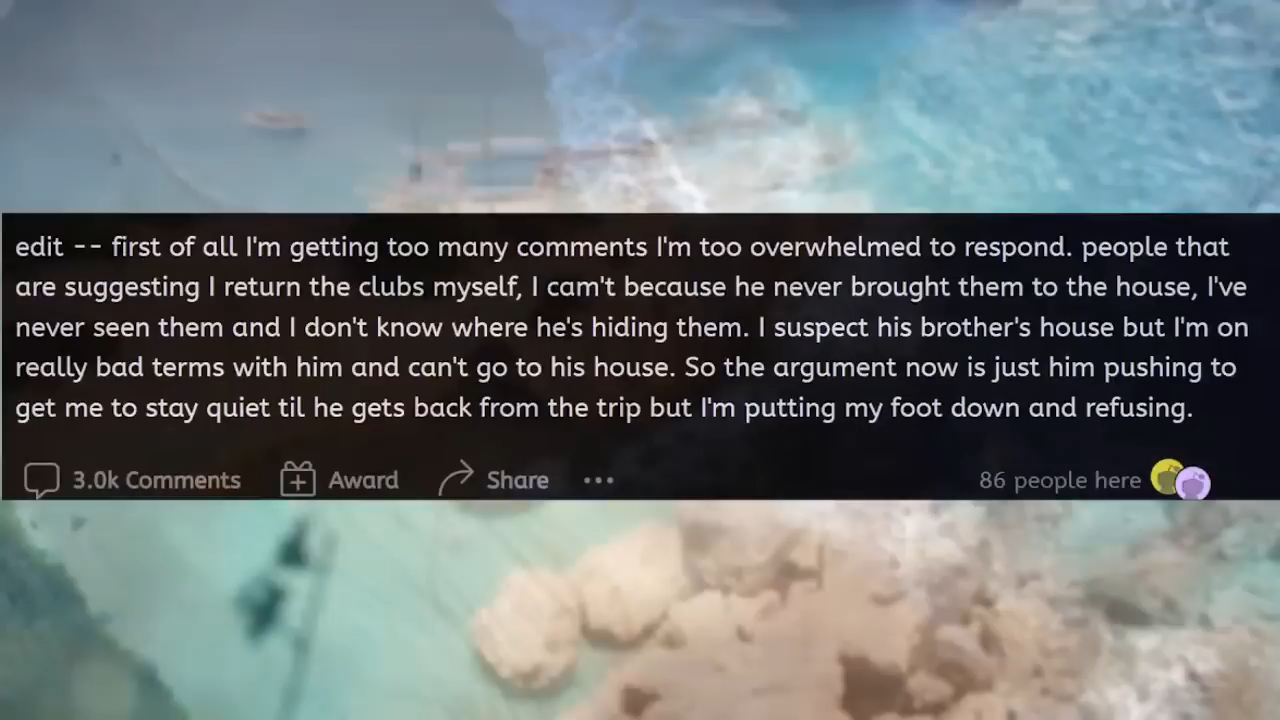 edit -- first of all I'm getting too many comments I'm too overwhelmed to respond. people that
are suggesting I return the clubs myself, I cam't because he never brought them to the house, I've
never seen them and I don't know where he's hiding them. I suspect his brother's house but I'm on
really bad terms with him and can't go to his house. So the argument now is just him pushing to
get me to stay quiet til he gets back from the trip but I'm putting my foot down and refusing.
3.0k Comments Award Share ••• 86 people here